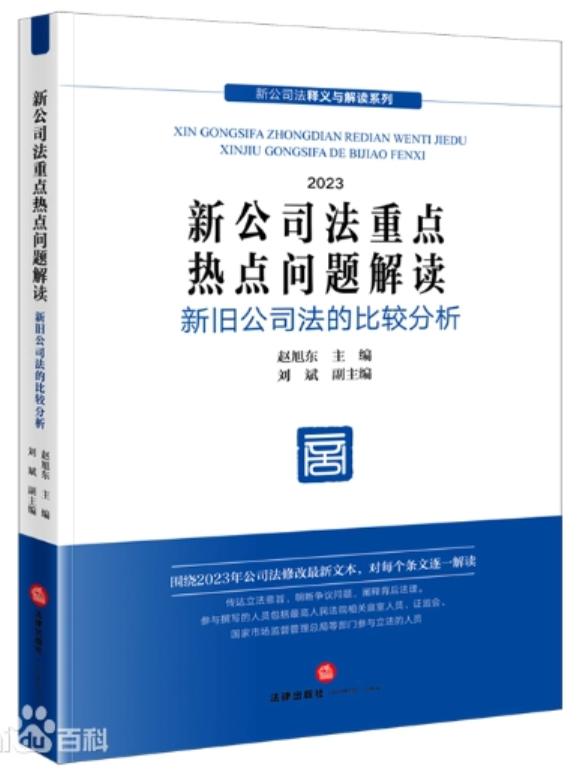 新公司法释义与解读系列
XIN GONGSIFA ZHONGDIAN REDIAN WENTI JIEDU
XINJIU GONGSIFA DE BIJIAO FENXI
2023
新公司法重点
热点问题解读
新旧公司法的比较分析
赵旭东 主 编
刘 斌 副主编
围绕2023年公司法修改最新文本，对每个条文逐一解读
传达立法意旨，明晰争议问题，阐释背后法理。
参与撰写的人员包括最高人民法院相关庭室人员、证监会、
国家市场监督管理总局等部门参与立法的人员
法律出版社
新公司法重点热点问题解读
新旧公司法的比较分析
赵旭东 主 编
刘 斌 副主编
法律出版社
du 百科